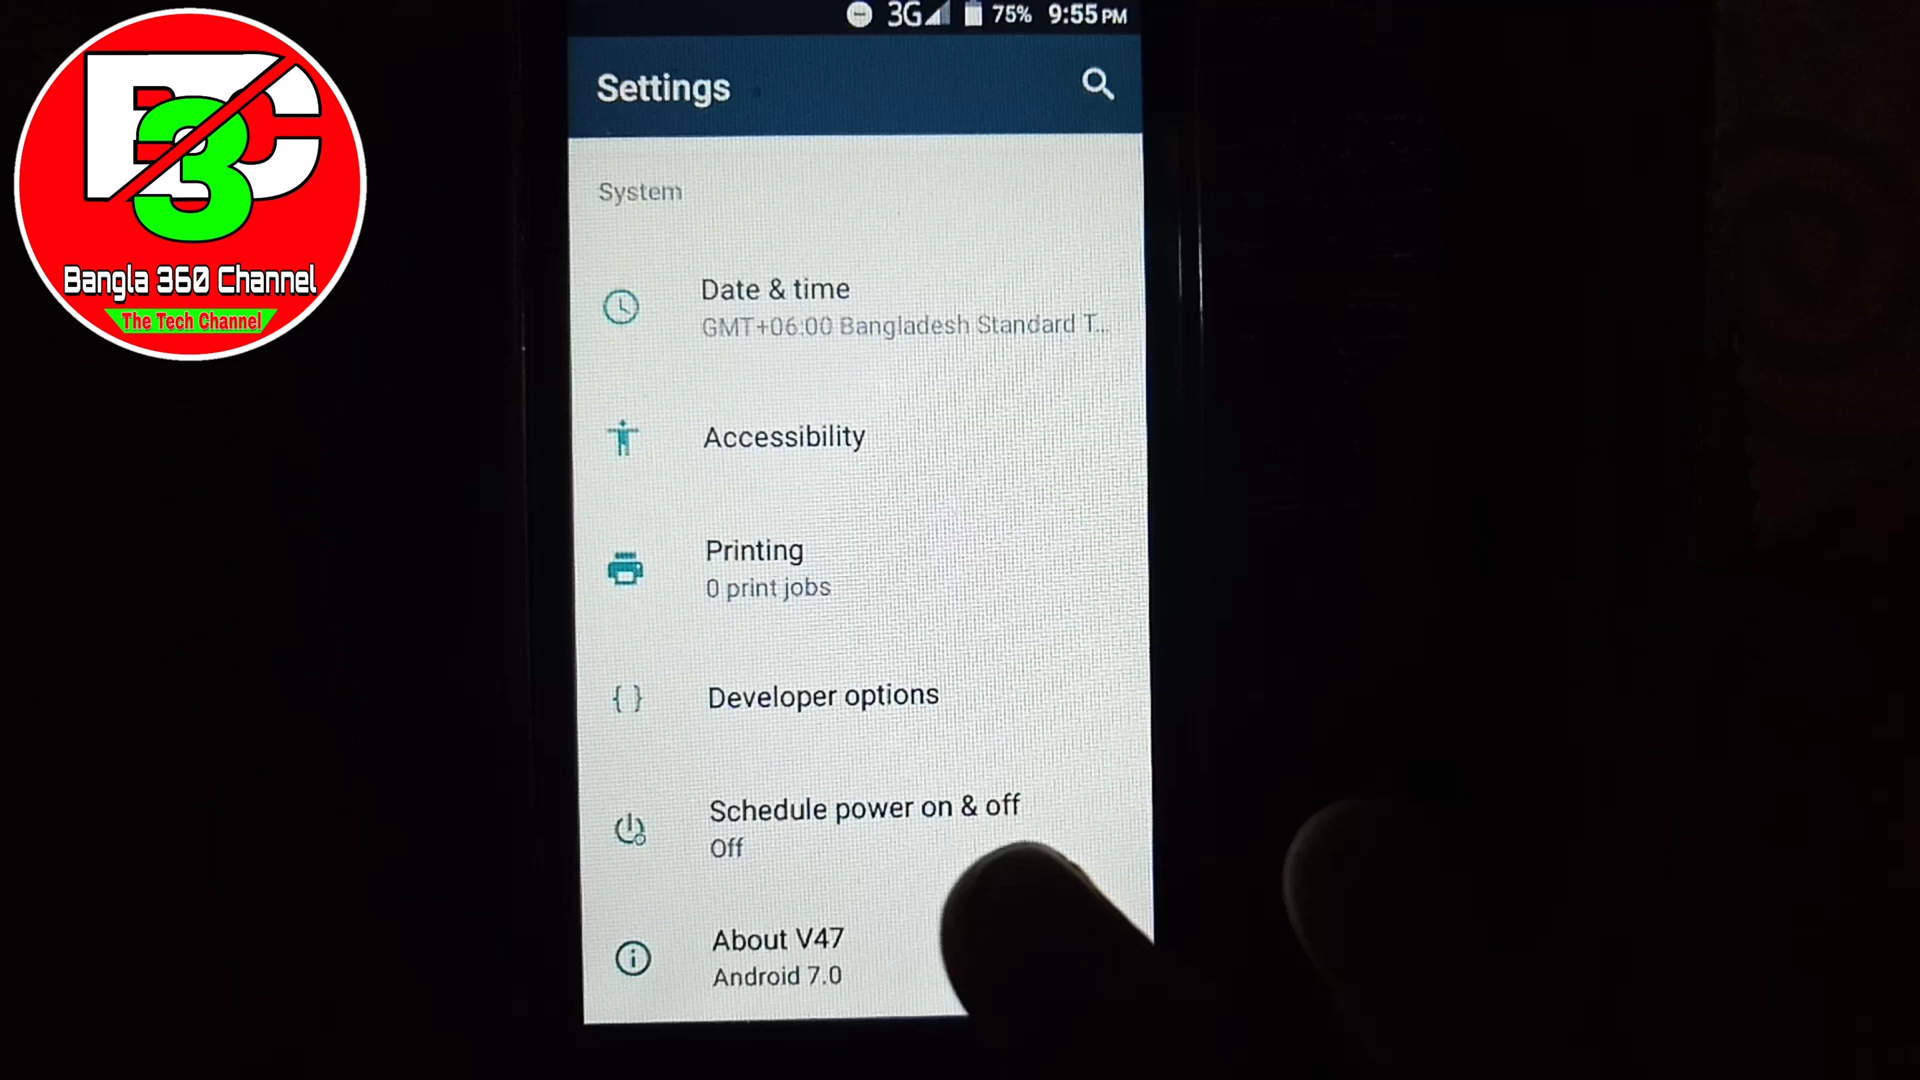 B3C
Bangla 360 Channel
The Tech Channel
3G 75% 9:55 PM
Settings
System
Date & time
GMT+06:00 Bangladesh Standard T...
Accessibility
Printing
0 print jobs
{ } Developer options
Schedule power on & off
Off
About V47
Android 7.0